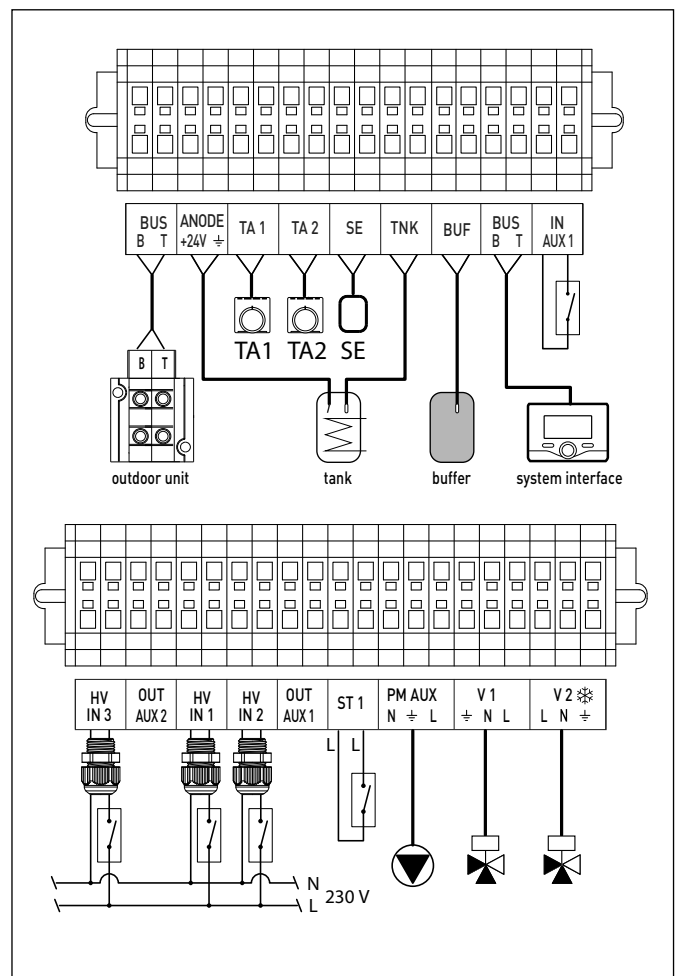 BUS ANODE TA 1 TA 2 SE TNK BUF BUS IN
B T +24V ⏚ B T AUX 1
TA1 TA2 SE
B T
outdoor unit tank buffer system interface
HV OUT HV HV OUT ST 1 PM AUX V 1 V 2 ❄
IN 3 AUX 2 IN 1 IN 2 AUX 1 N ⏚ L ⏚ N L L N ⏚
L L
N
230 V
L